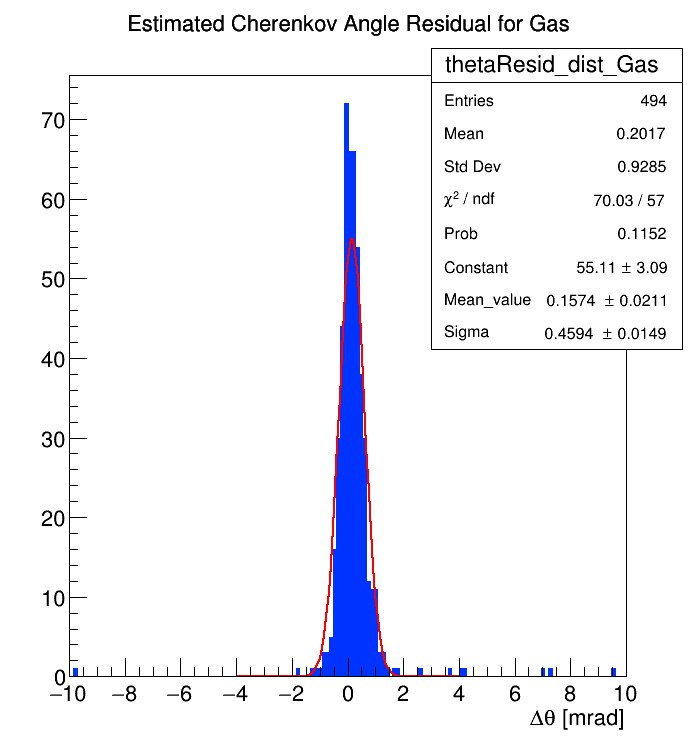 Estimated Cherenkov Angle Residual for Gas
thetaResid_dist_Gas
Entries 494
Mean 0.2017
Std Dev 0.9285
χ² / ndf 70.03 / 57
Prob 0.1152
Constant 55.11 ± 3.09
Mean_value 0.1574 ± 0.0211
Sigma 0.4594 ± 0.0149
70
60
50
40
30
20
10
0
−10 −8 −6 −4 −2 0 2 4 6 8 10
Δθ [mrad]